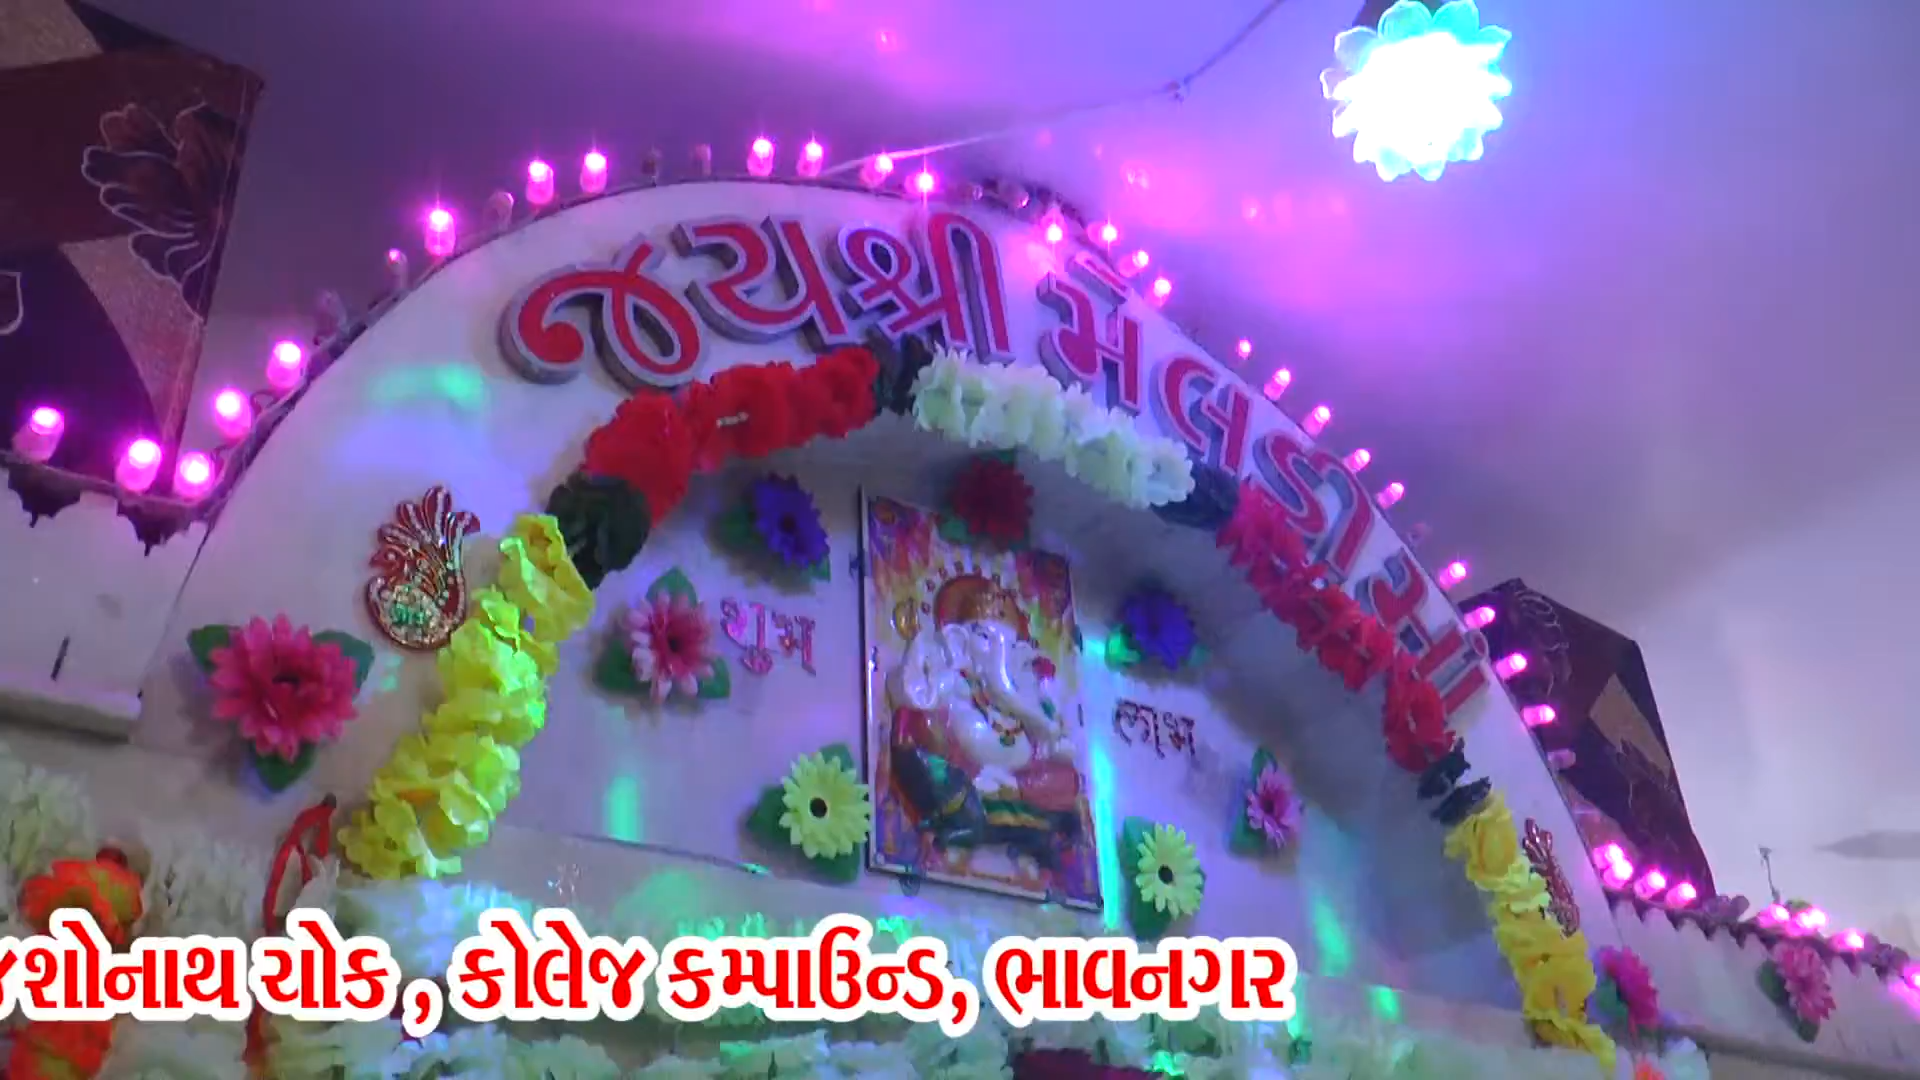 જયશ્રી મેલડી માઁ
શુભ
લાભ
જશોનાથ ચોક, કોલેજ કમ્પાઉન્ડ, ભાવનગર